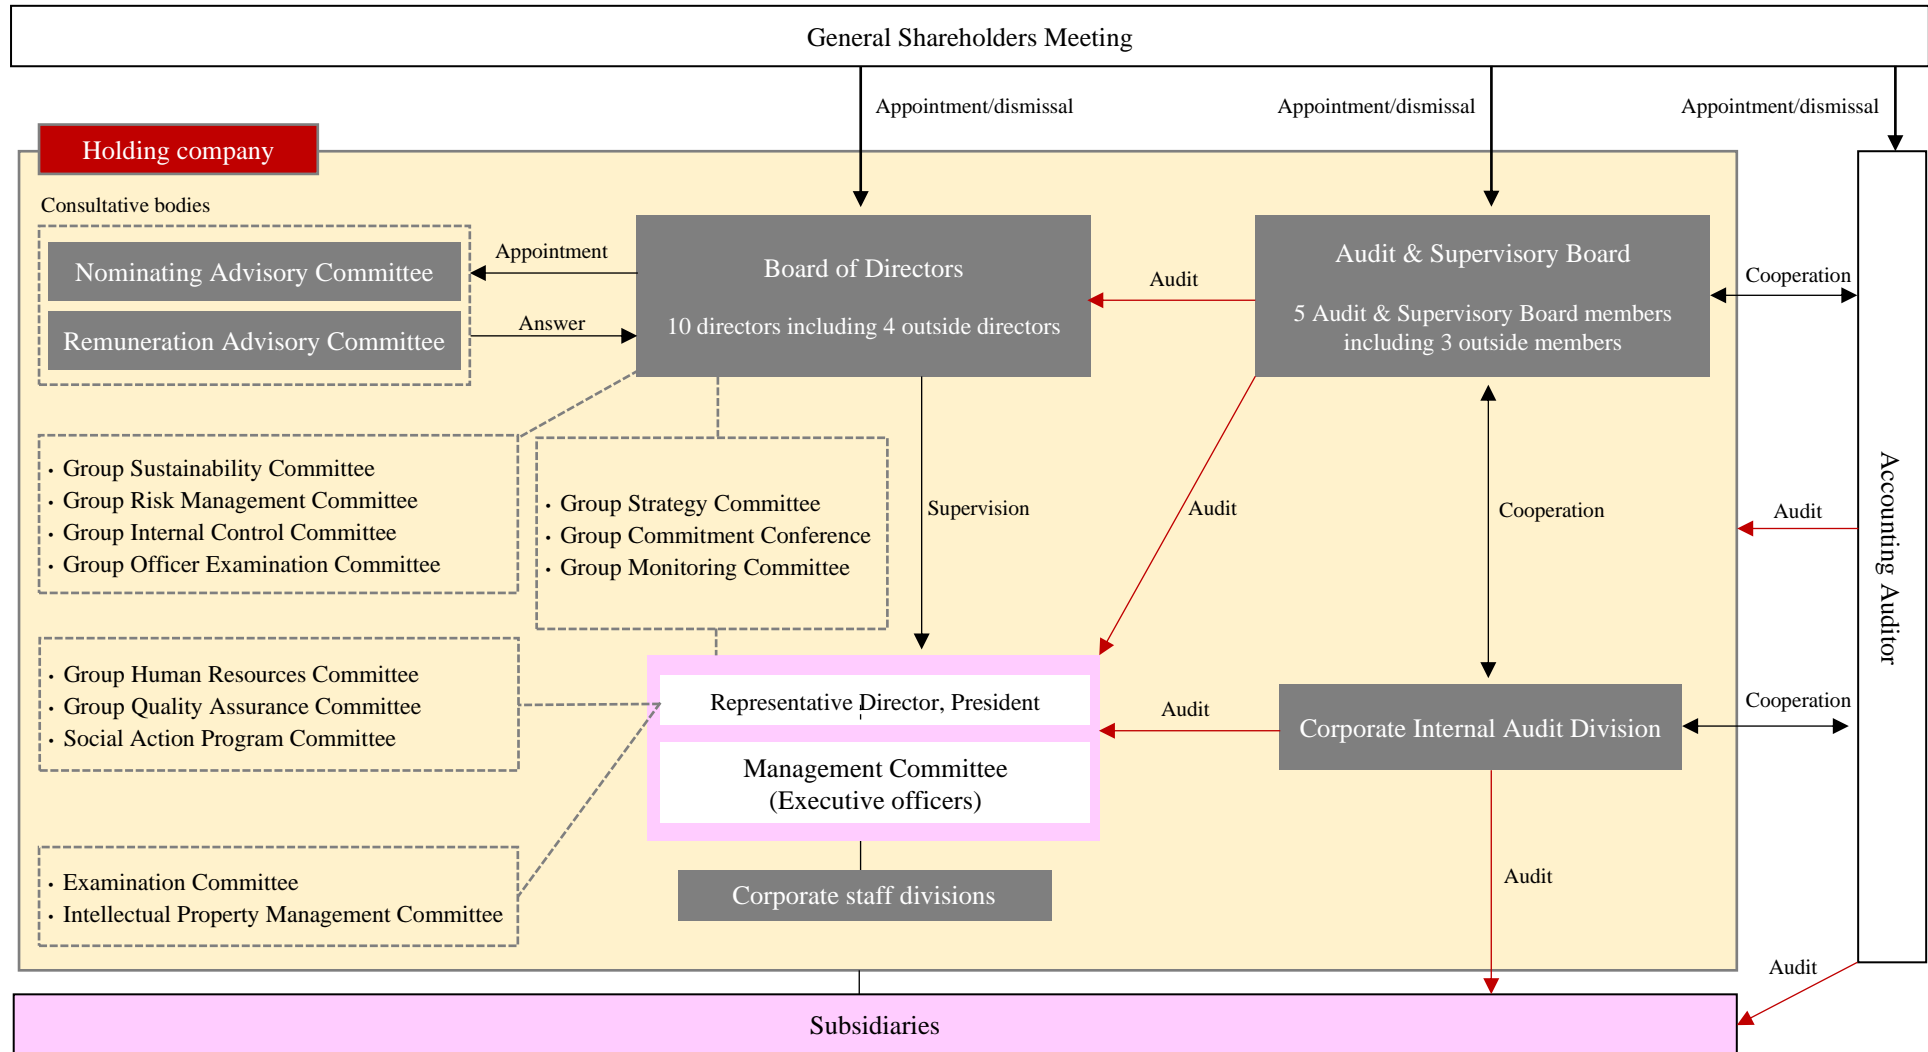 General Shareholders Meeting
Appointment/dismissal
Appointment/dismissal
Appointment/dismissal
Holding company
Consultative bodies
Nominating Advisory Committee
Remuneration Advisory Committee
Appointment
Answer
Board of Directors
10 directors including 4 outside directors
Audit
Audit & Supervisory Board
5 Audit & Supervisory Board members
including 3 outside members
Cooperation
・Group Sustainability Committee
・Group Risk Management Committee
・Group Internal Control Committee
・Group Officer Examination Committee
・Group Strategy Committee
・Group Commitment Conference
・Group Monitoring Committee
Supervision
Audit
Cooperation
Audit
Accounting Auditor
・Group Human Resources Committee
・Group Quality Assurance Committee
・Social Action Program Committee
Representative Director, President
Management Committee
(Executive officers)
Audit
Corporate Internal Audit Division
Cooperation
・Examination Committee
・Intellectual Property Management Committee
Corporate staff divisions
Audit
Audit
Subsidiaries